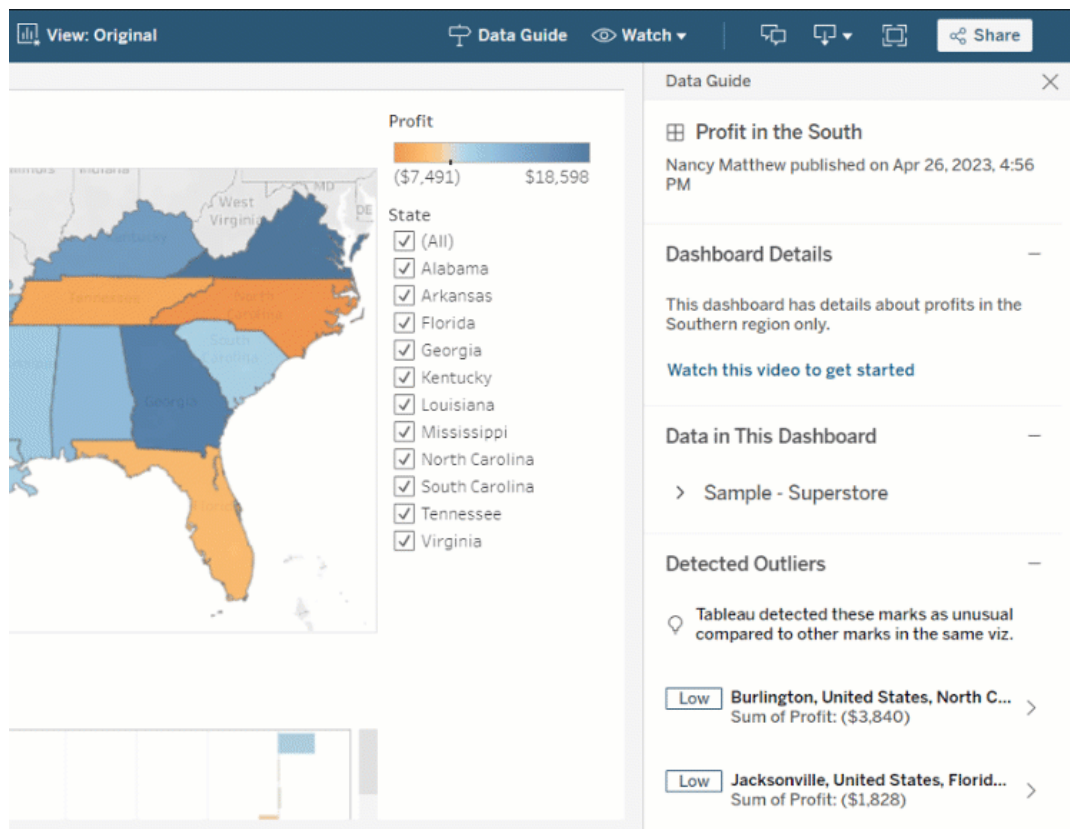 View: Original
Data Guide
Watch
Share
Data Guide
Profit in the South
Nancy Matthew published on Apr 26, 2023, 4:56
PM
Dashboard Details
This dashboard has details about profits in the
Southern region only.
Watch this video to get started
Data in This Dashboard
Sample - Superstore
Detected Outliers
Tableau detected these marks as unusual
compared to other marks in the same viz.
Low
Burlington, United States, North C...
Sum of Profit: ($3,840)
Low
Jacksonville, United States, Florid...
Sum of Profit: ($1,828)
Profit
($7,491)
$18,598
State
(All)
Alabama
Arkansas
Florida
Georgia
Kentucky
Louisiana
Mississippi
North Carolina
South Carolina
Tennessee
Virginia
Indiana
West
Virginia
MD
DE
Kentucky
Tennessee
North
Carolina
South
Carolina
Georgia
Florida